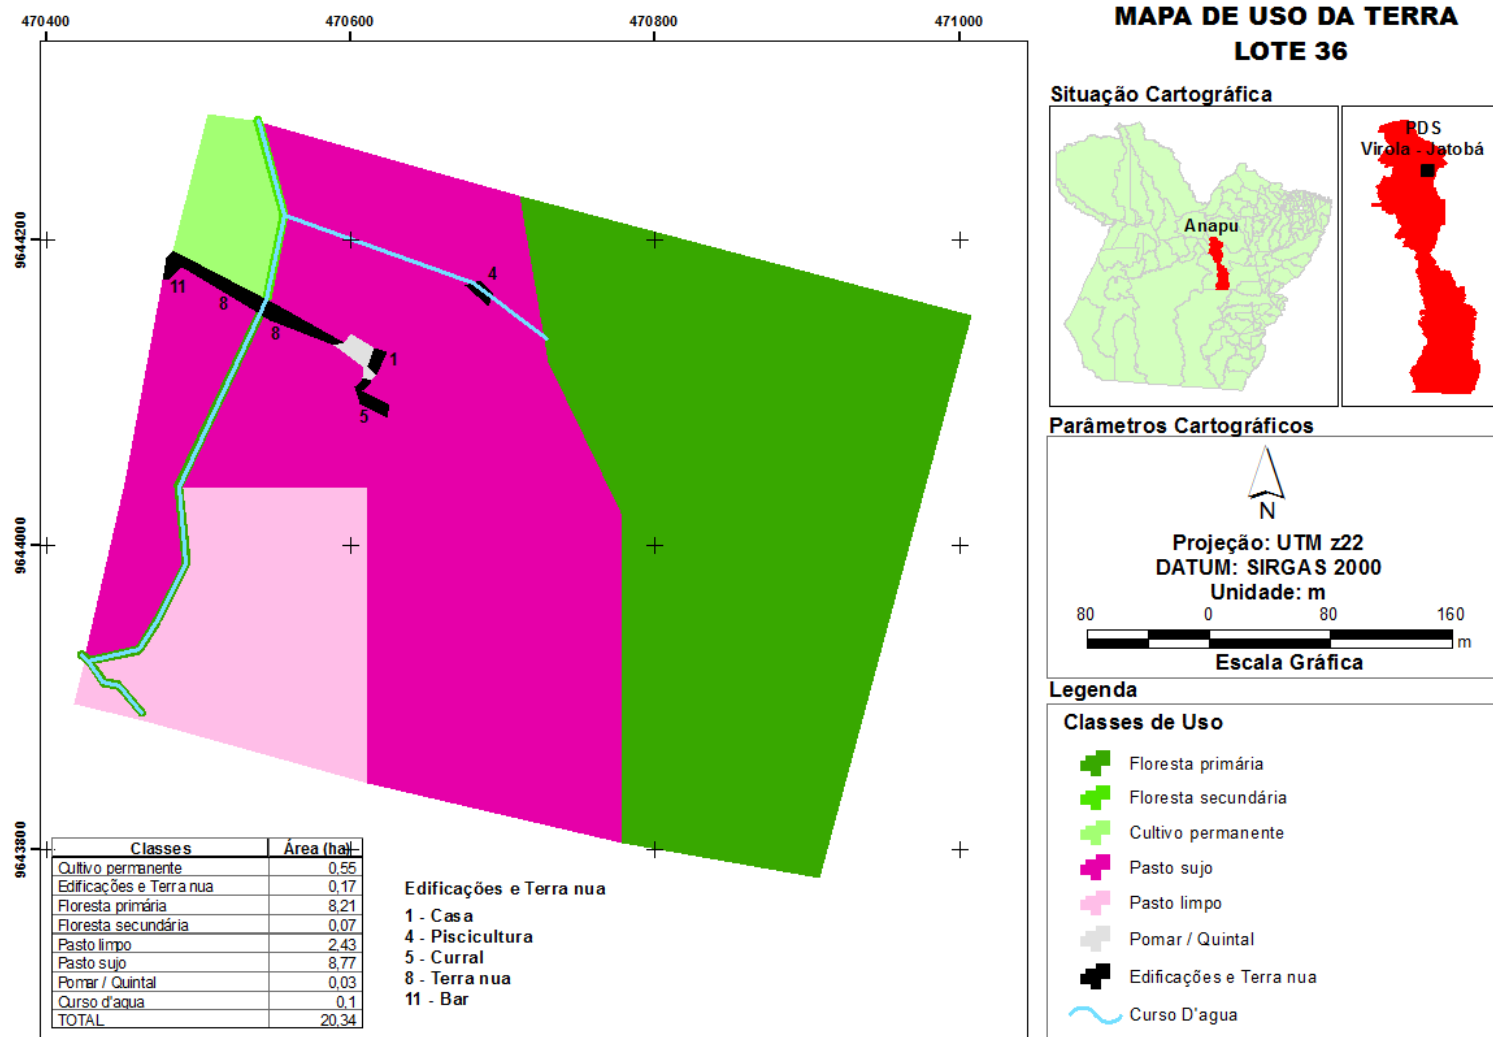 MAPA DE USO DA TERRA
LOTE 36
470400
470600
470800
471000
9644200
9644000
9643800
11
8
8
4
1
5
Situação Cartográfica
Anapu
PDS
Virola - Jatobá
Parâmetros Cartográficos
N
Projeção: UTM z22
DATUM: SIRGAS 2000
Unidade: m
80 0 80 160
m
Escala Gráfica
Legenda
Classes de Uso
Floresta primária
Floresta secundária
Cultivo permanente
Pasto sujo
Pasto limpo
Pomar / Quintal
Edificações e Terra nua
Curso D'agua
Classes Área (ha)
Cultivo permanente 0,55
Edificações e Terra nua 0,17
Floresta primária 8,21
Floresta secundária 0,07
Pasto limpo 2,43
Pasto sujo 8,77
Pomar / Quintal 0,03
Curso d'agua 0,1
TOTAL 20,34
Edificações e Terra nua
1 - Casa
4 - Piscicultura
5 - Curral
8 - Terra nua
11 - Bar